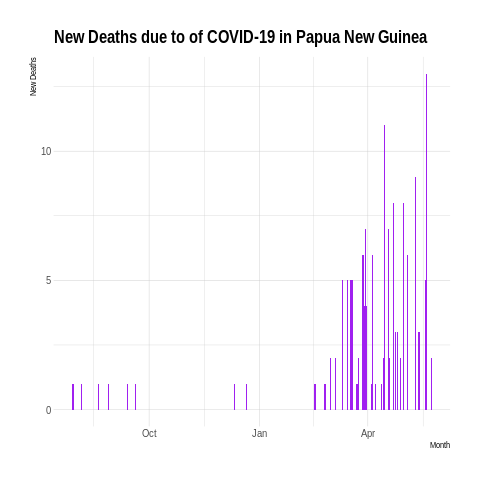 New Deaths due to of COVID-19 in Papua New Guinea
New Deaths
10
5
0
Oct Jan Apr
Month